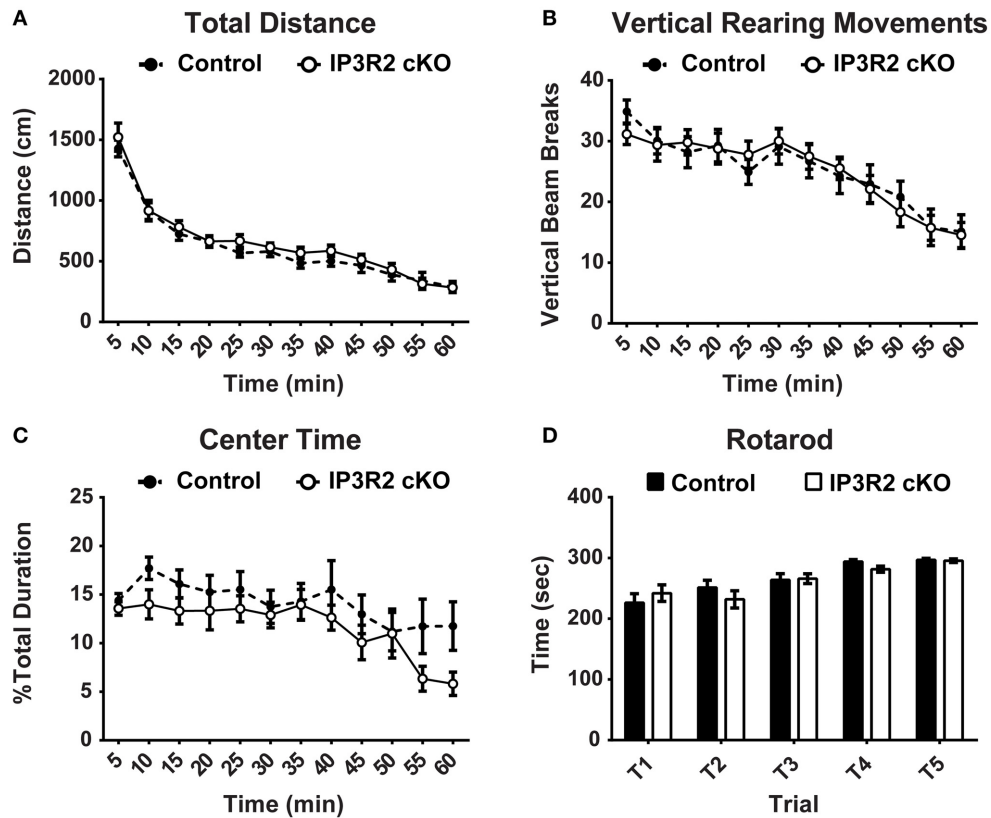 A Total Distance
Control IP3R2 cKO
Distance (cm)
2000
1500
1000
500
0
5 10 15 20 25 30 35 40 45 50 55 60
Time (min)
B Vertical Rearing Movements
Control IP3R2 cKO
Vertical Beam Breaks
40
30
20
10
0
5 10 15 20 25 30 35 40 45 50 55 60
Time (min)
C Center Time
Control IP3R2 cKO
%Total Duration
25
20
15
10
5
0
5 10 15 20 25 30 35 40 45 50 55 60
Time (min)
D Rotarod
Control IP3R2 cKO
Time (sec)
400
300
200
100
0
T1 T2 T3 T4 T5
Trial